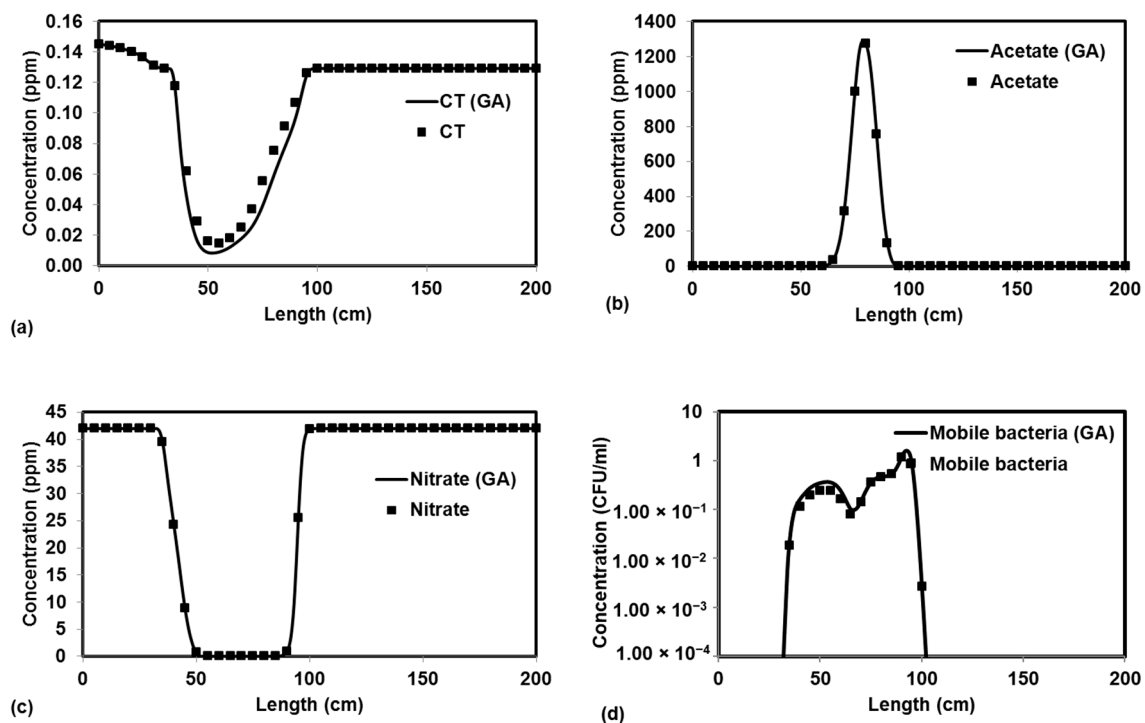 0.16
0.14
0.12
0.10
0.08
0.06
0.04
0.02
0.00
Concentration (ppm)
CT (GA)
CT
0 50 100 150 200
Length (cm)
(a)
1400
1200
1000
800
600
400
200
0
Concentration (ppm)
Acetate (GA)
Acetate
0 50 100 150 200
Length (cm)
(b)
45
40
35
30
25
20
15
10
5
0
Concentration (ppm)
Nitrate (GA)
Nitrate
0 50 100 150 200
Length (cm)
(c)
10
1
1.00 × 10⁻¹
1.00 × 10⁻²
1.00 × 10⁻³
1.00 × 10⁻⁴
Concentration (CFU/ml)
Mobile bacteria (GA)
Mobile bacteria
0 50 100 150 200
Length (cm)
(d)